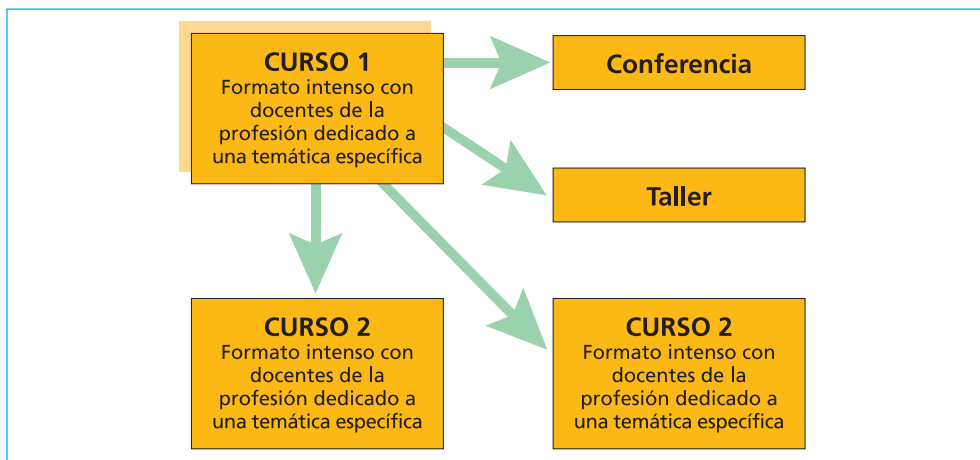 CURSO 1
Formato intenso con
docentes de la
profesión dedicado a
una temática específica
Conferencia
Taller
CURSO 2
Formato intenso con
docentes de la
profesión dedicado a
una temática específica
CURSO 2
Formato intenso con
docentes de la
profesión dedicado a
una temática específica